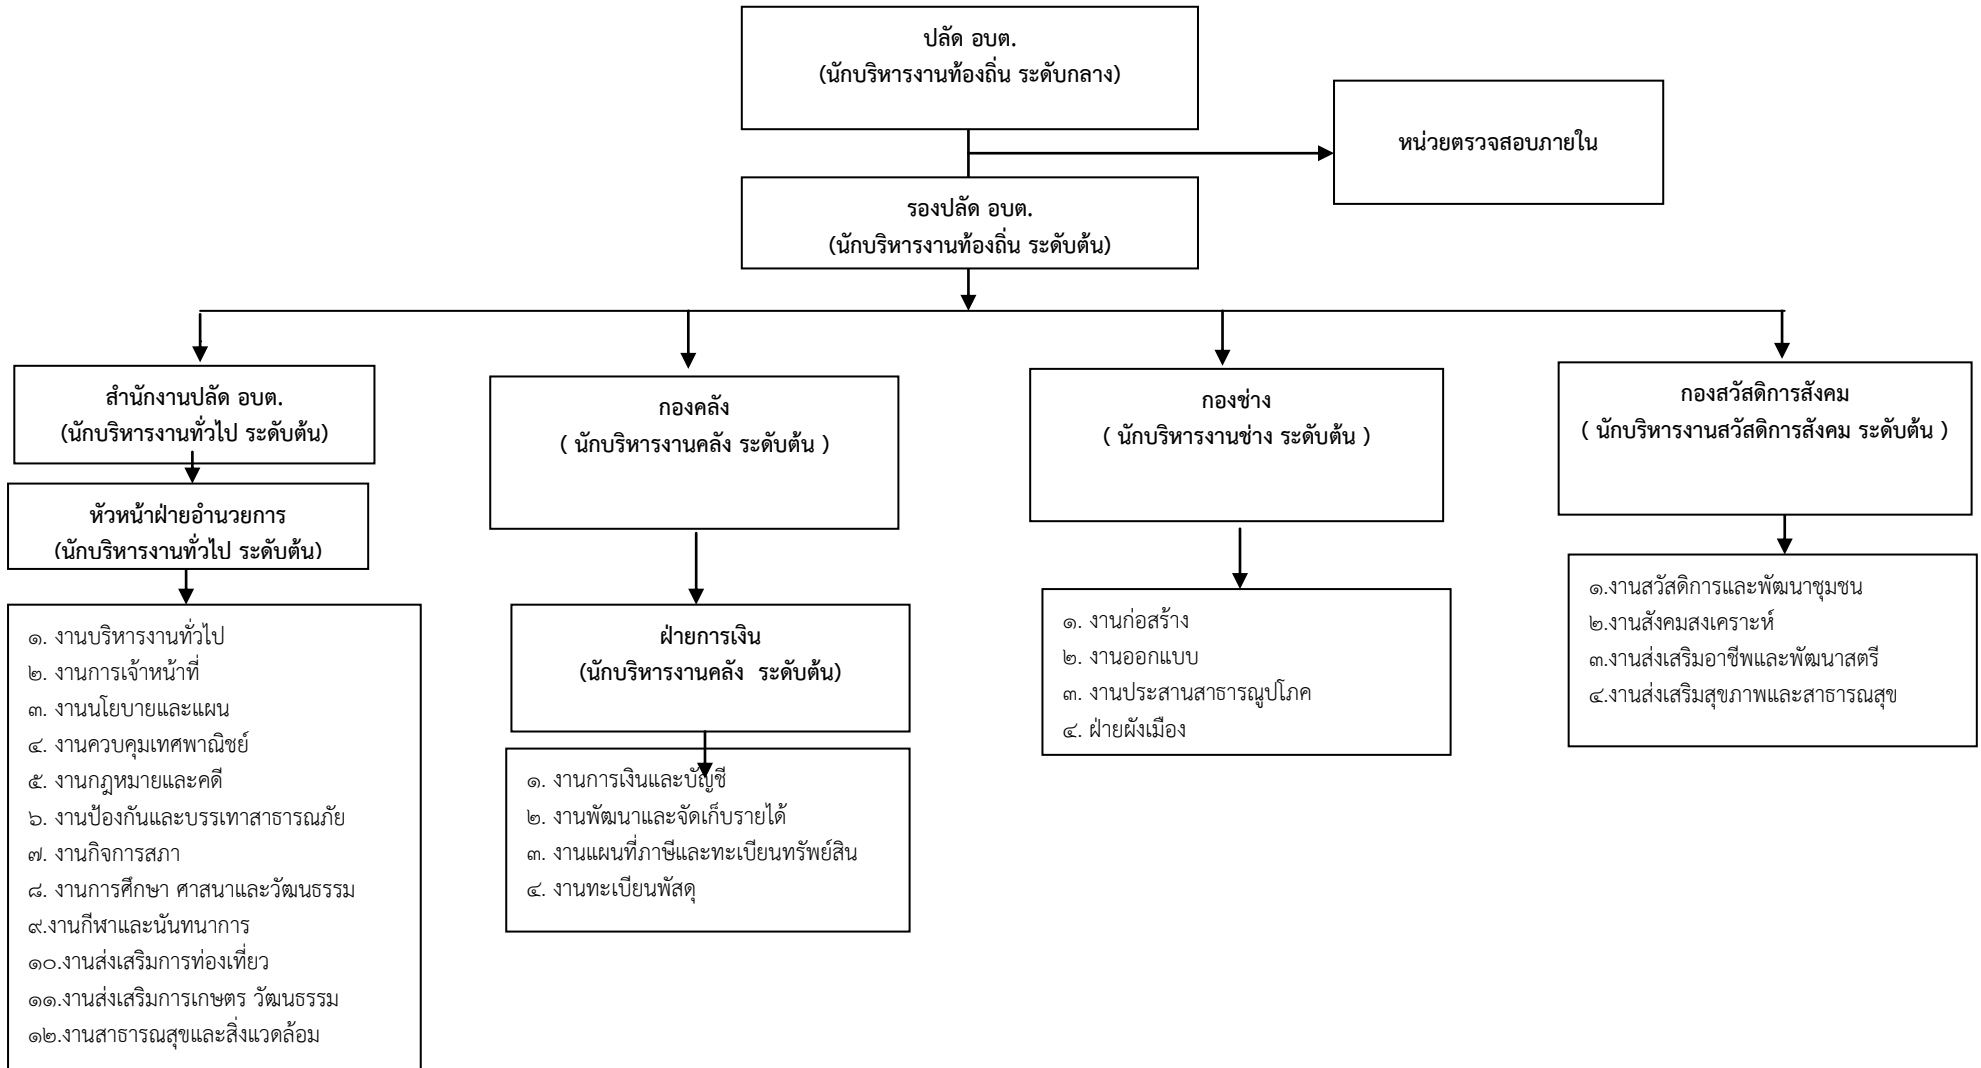 ปลัด อบต.
(นักบริหารงานท้องถิ่น ระดับกลาง)
หน่วยตรวจสอบภายใน
รองปลัด อบต.
(นักบริหารงานท้องถิ่น ระดับต้น)
สำนักงานปลัด อบต.
(นักบริหารงานทั่วไป ระดับต้น)
หัวหน้าฝ่ายอำนวยการ
(นักบริหารงานทั่วไป ระดับต้น)
๑. งานบริหารงานทั่วไป
๒. งานการเจ้าหน้าที่
๓. งานนโยบายและแผน
๔. งานควบคุมเทศพาณิชย์
๕. งานกฎหมายและคดี
๖. งานป้องกันและบรรเทาสาธารณภัย
๗. งานกิจการสภา
๘. งานการศึกษา ศาสนาและวัฒนธรรม
๙.งานกีฬาและนันทนาการ
๑๐.งานส่งเสริมการท่องเที่ยว
๑๑.งานส่งเสริมการเกษตร วัฒนธรรม
๑๒.งานสาธารณสุขและสิ่งแวดล้อม
กองคลัง
( นักบริหารงานคลัง ระดับต้น )
ฝ่ายการเงิน
(นักบริหารงานคลัง  ระดับต้น)
๑. งานการเงินและบัญชี
๒. งานพัฒนาและจัดเก็บรายได้
๓. งานแผนที่ภาษีและทะเบียนทรัพย์สิน
๔. งานทะเบียนพัสดุ
กองช่าง
( นักบริหารงานช่าง ระดับต้น )
๑. งานก่อสร้าง
๒. งานออกแบบ
๓. งานประสานสาธารณูปโภค
๔. ฝ่ายผังเมือง
กองสวัสดิการสังคม
( นักบริหารงานสวัสดิการสังคม ระดับต้น )
๑.งานสวัสดิการและพัฒนาชุมชน
๒.งานสังคมสงเคราะห์
๓.งานส่งเสริมอาชีพและพัฒนาสตรี
๔.งานส่งเสริมสุขภาพและสาธารณสุข